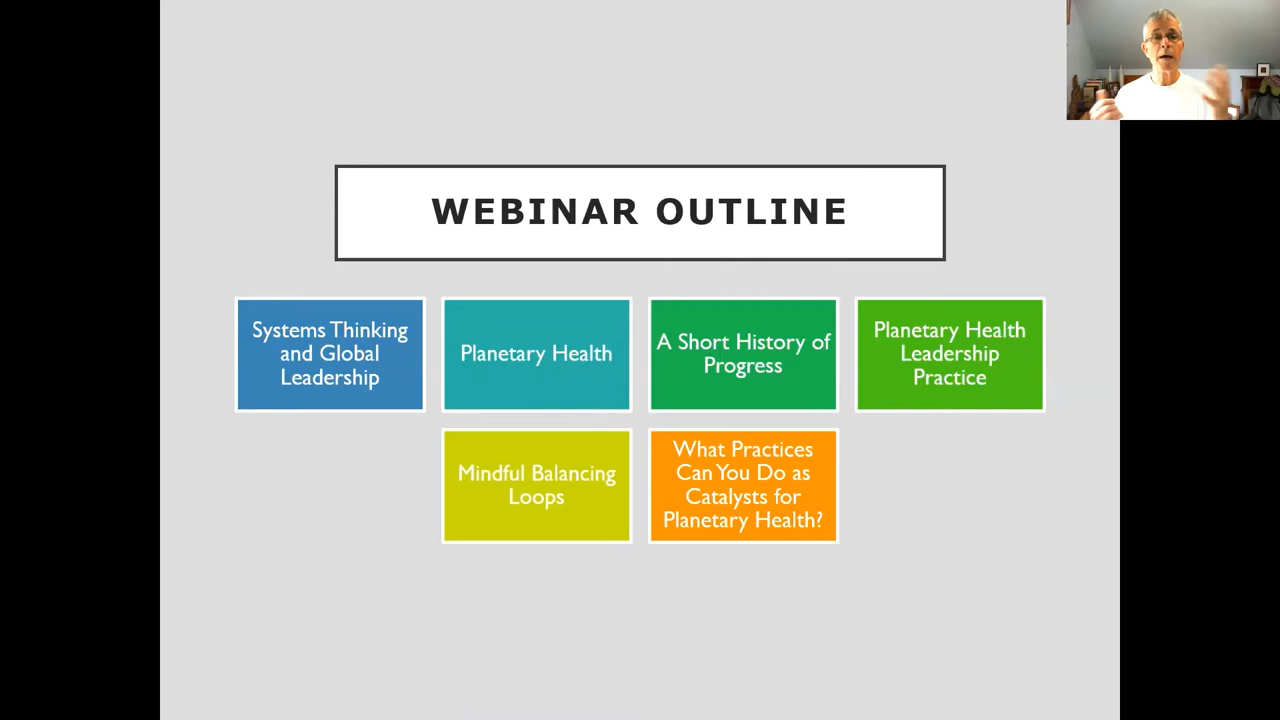 WEBINAR OUTLINE
Systems Thinking
and Global
Leadership
Planetary Health
A Short History of
Progress
Planetary Health
Leadership
Practice
Mindful Balancing
Loops
What Practices
Can You Do as
Catalysts for
Planetary Health?